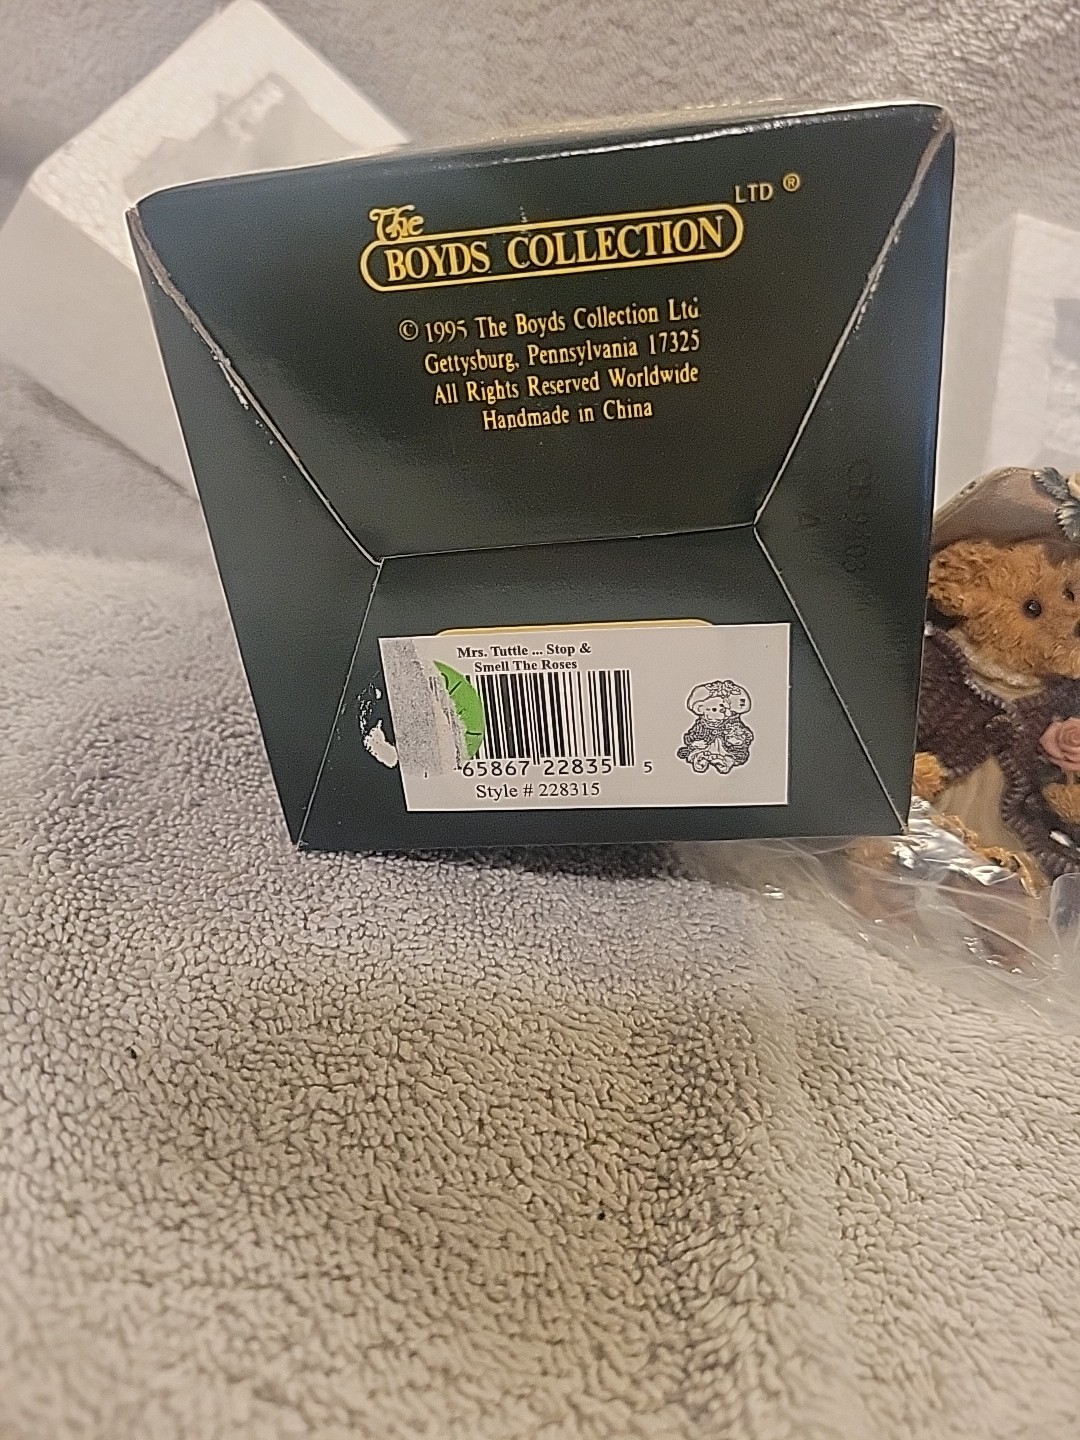 The
BOYDS COLLECTION LTD ®
© 1995 The Boyds Collection Ltd
Gettysburg, Pennsylvania 17325
All Rights Reserved Worldwide
Handmade in China
Mrs. Tuttle ... Stop &
Smell The Roses
65867 22835 5
Style # 228315